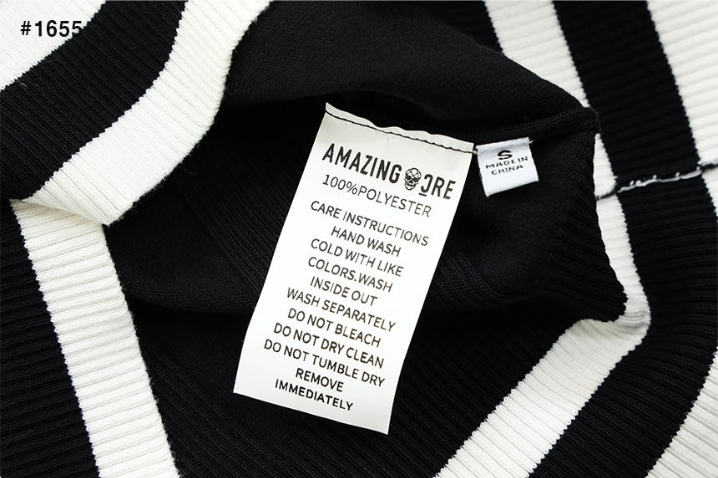 #1655
AMAZING ORE
100%POLYESTER
CARE INSTRUCTIONS
HAND WASH
COLD WITH LIKE
COLORS.WASH
INSIDE OUT
WASH SEPARATELY
DO NOT BLEACH
DO NOT DRY CLEAN
DO NOT TUMBLE DRY
REMOVE
IMMEDIATELY
S
MADE IN
CHINA